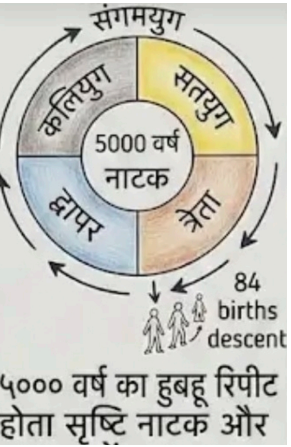 संगमयुग
कलियुग
सतयुग
5000 वर्ष
नाटक
द्वापर
त्रेता
84
births
descent
५००० वर्ष का हुबहू रिपीट
होता सृष्टि नाटक और